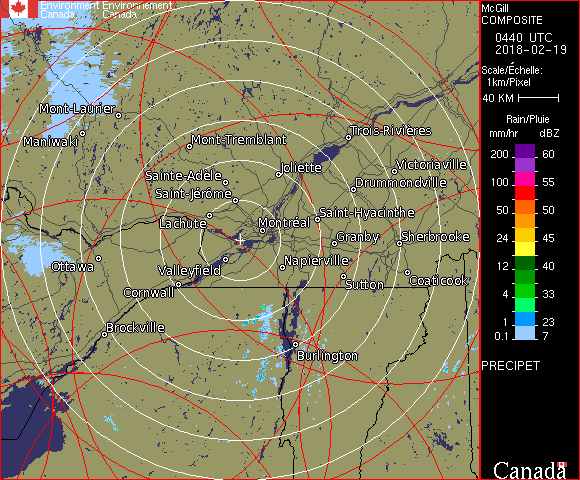 Environment Environnement
Canada Canada
McGill
COMPOSITE
0440 UTC
2018-02-19
Scale/Échelle:
1km/Pixel
40 KM
Rain/Pluie
mm/hr dBZ
200 60
150 57
100 55
50 50
24 45
12 40
4 33
1 23
0.1 7
PRECIPET
Canada
Mont-Laurier
Maniwaki
Mont-Tremblant
Trois-Rivières
Joliette
Victoriaville
Sainte-Adèle
Drummondville
Saint-Jérôme
Lachute
Saint-Hyacinthe
Montréal
Granby
Sherbrooke
Ottawa
Valleyfield
Napierville
Cornwall
Sutton
Coaticook
Brockville
Burlington